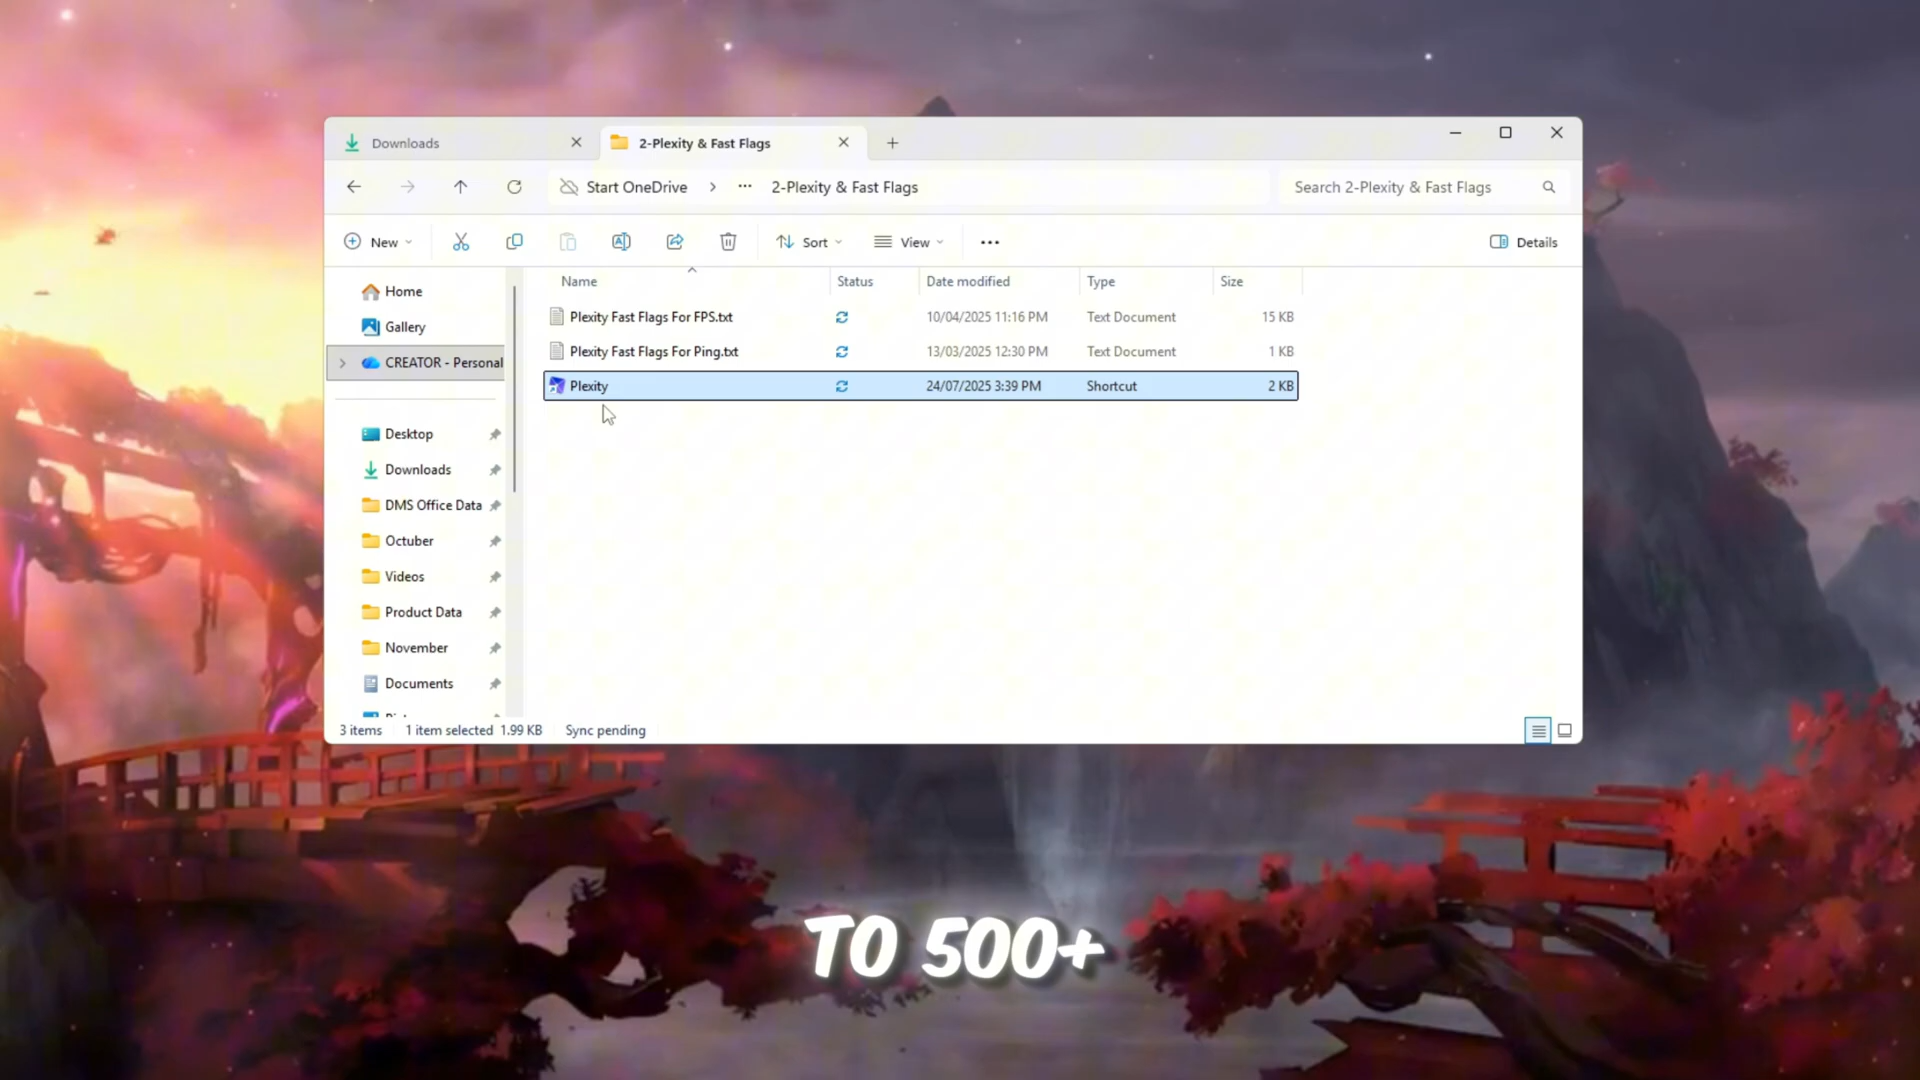 Downloads
2-Plexity & Fast Flags
Start OneDrive
2-Plexity & Fast Flags
Search 2-Plexity & Fast Flags
New
Sort
View
Details
Home
Gallery
CREATOR - Personal
Desktop
Downloads
DMS Office Data
Octuber
Videos
Product Data
November
Documents
Name Status Date modified Type Size
Plexity Fast Flags For FPS.txt 10/04/2025 11:16 PM Text Document 15 KB
Plexity Fast Flags For Ping.txt 13/03/2025 12:30 PM Text Document 1 KB
Plexity 24/07/2025 3:39 PM Shortcut 2 KB
3 items 1 item selected 1.99 KB Sync pending
TO 500+